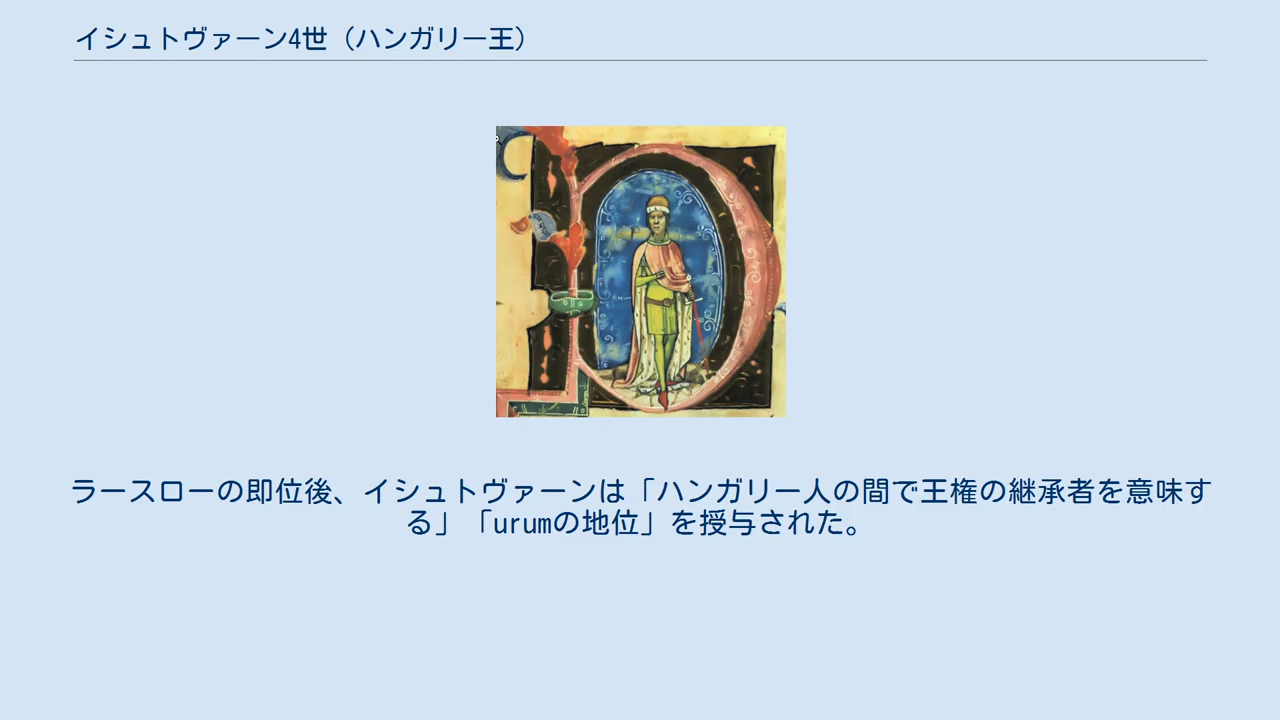 イシュトヴァーン4世（ハンガリー王）
ラースローの即位後、イシュトヴァーンは「ハンガリー人の間で王権の継承者を意味す
る」「urumの地位」を授与された。